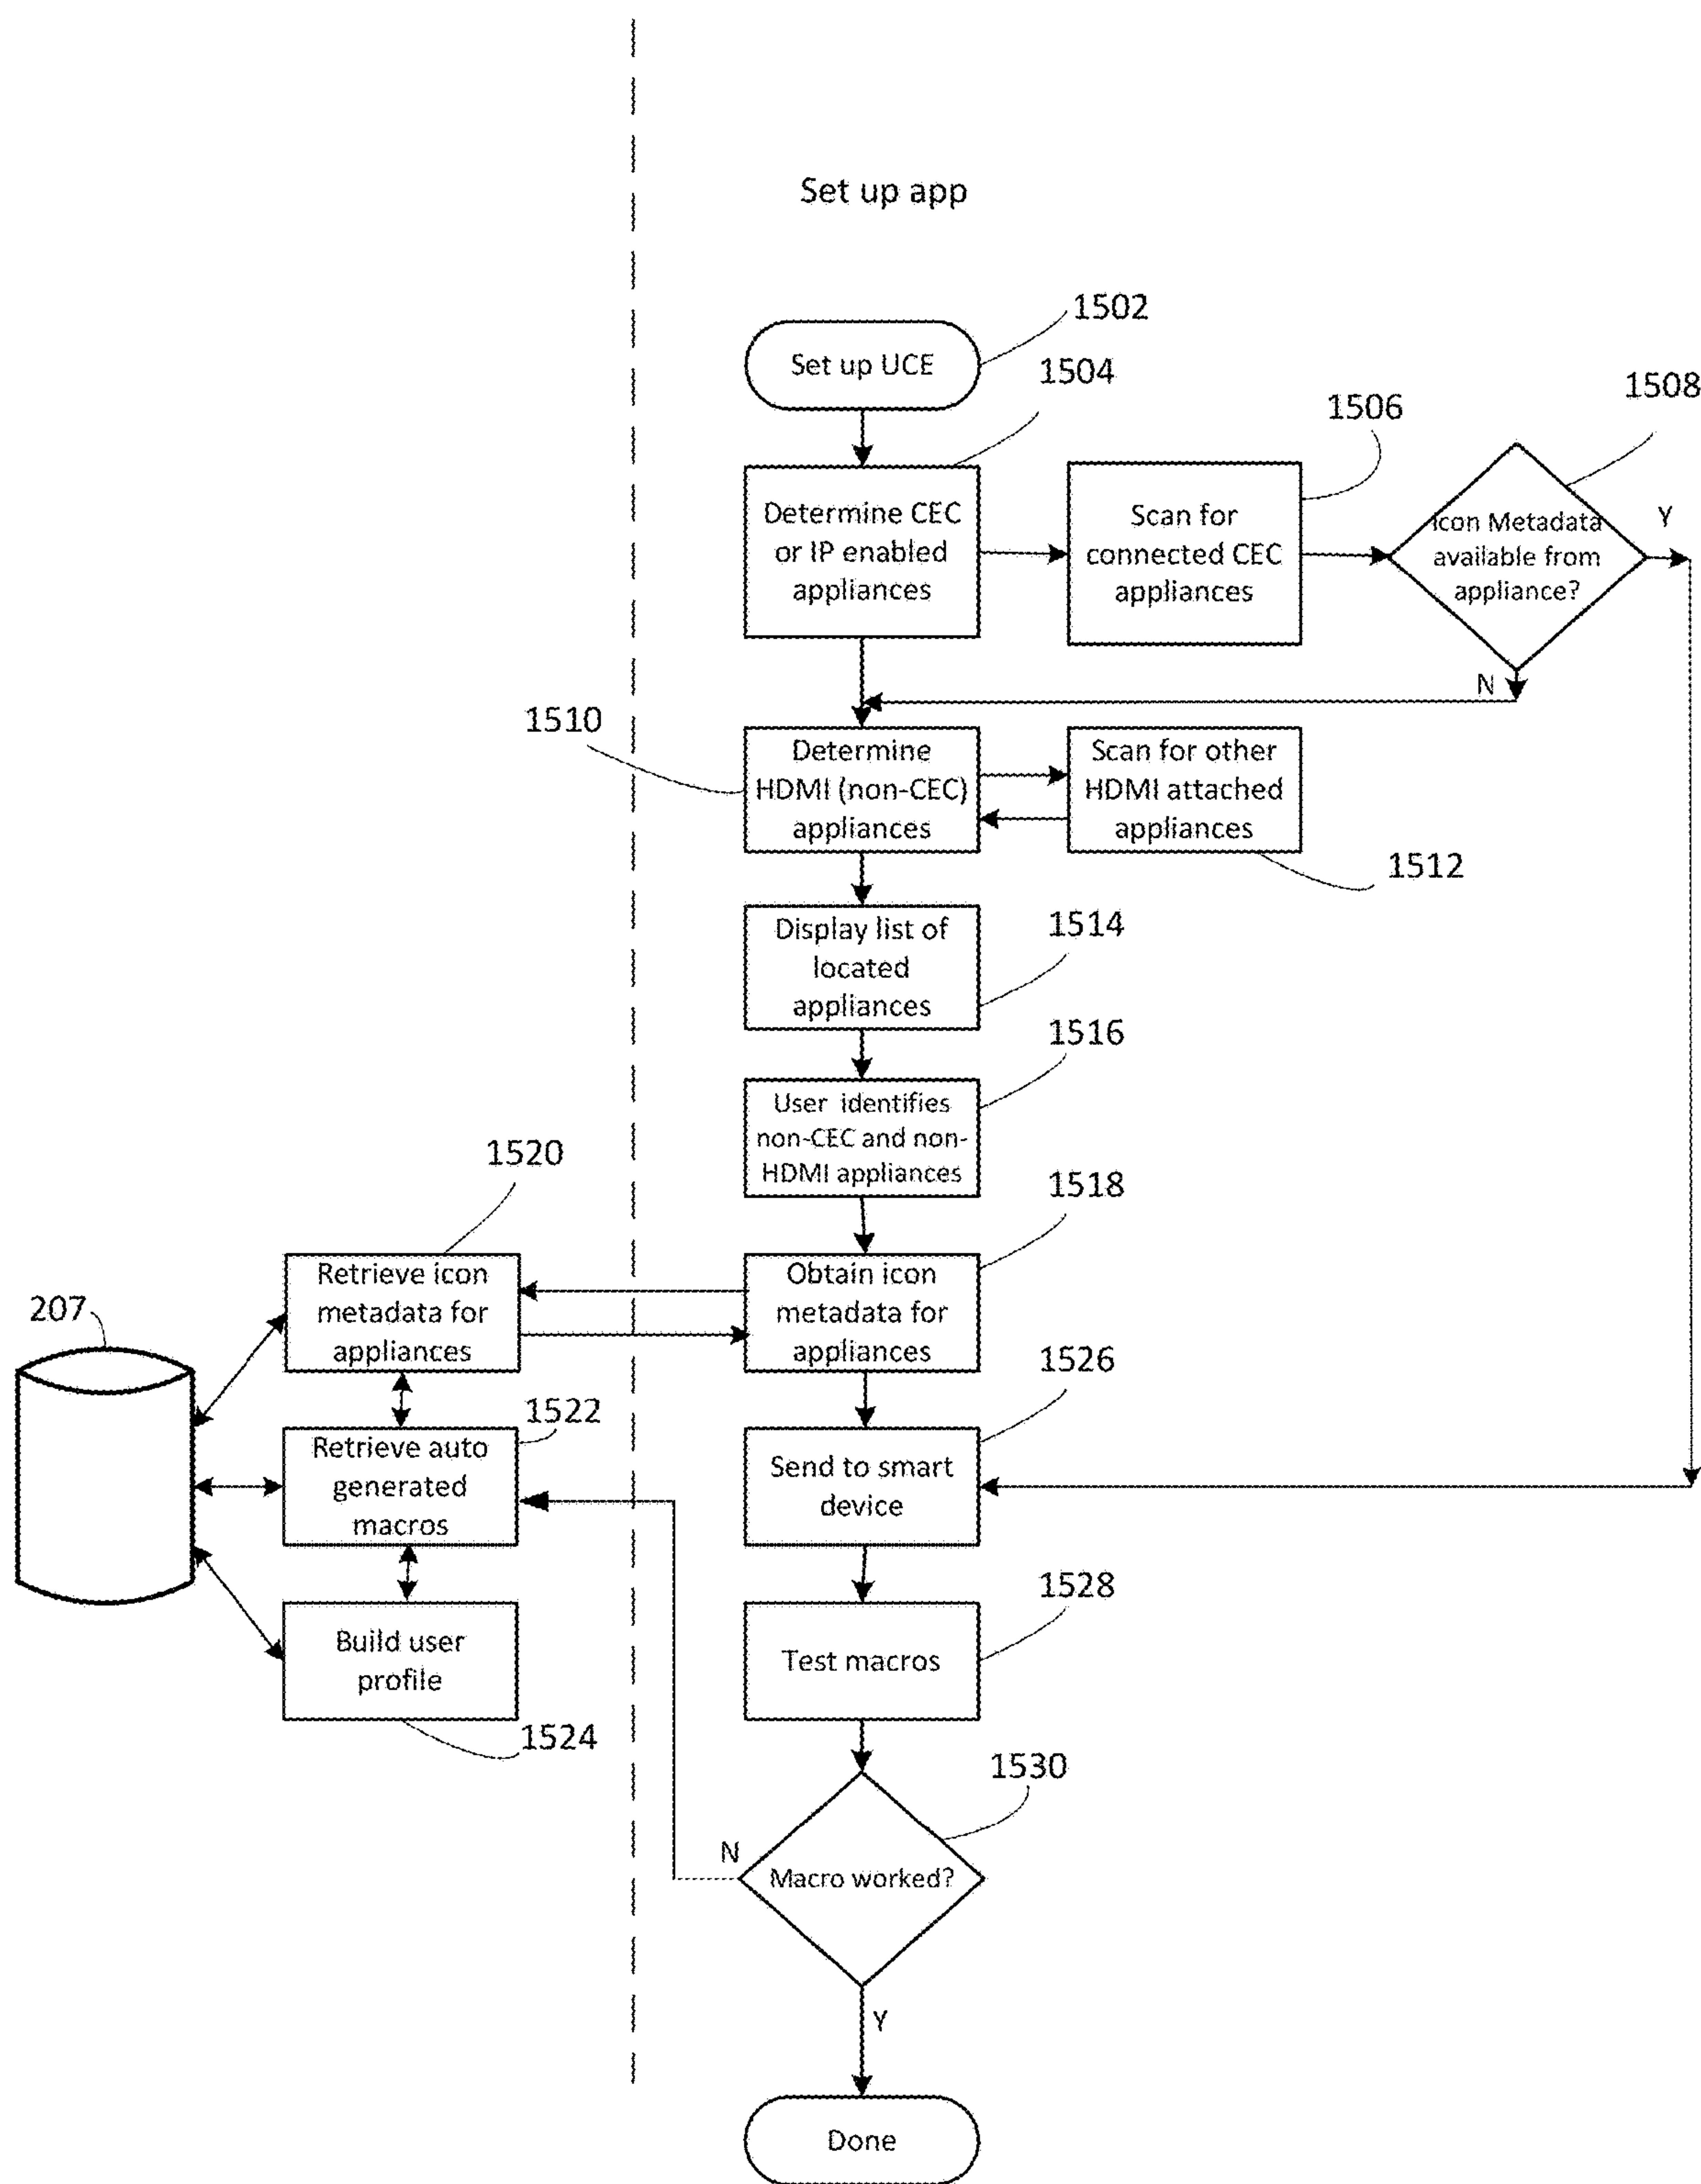 Set up app
1502
Set up UCE
1504
1508
1506
Determine CEC
or IP enabled
appliances
Scan for
connected CEC
appliances
Icon Metadata
available from
appliance?
Y
N
1510
Determine
HDMI (non-CEC)
appliances
Scan for other
HDMI attached
appliances
1512
Display list of
located
appliances
1514
1516
User identifies
non-CEC and non-
HDMI appliances
1520
1518
207
Retrieve icon
metadata for
appliances
Obtain icon
metadata for
appliances
1526
1522
Retrieve auto
generated
macros
Send to smart
device
1528
Build user
profile
Test macros
1524
1530
N
Macro worked?
Y
Done